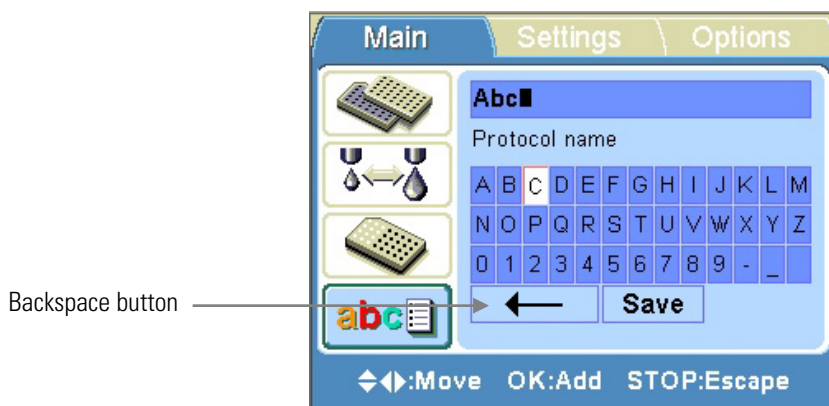 Main Settings Options
Abc
Protocol name
A B C D E F G H I J K L M
N O P Q R S T U V W X Y Z
0 1 2 3 4 5 6 7 8 9 - _
Backspace button
← Save
abc
:Move OK:Add STOP:Escape